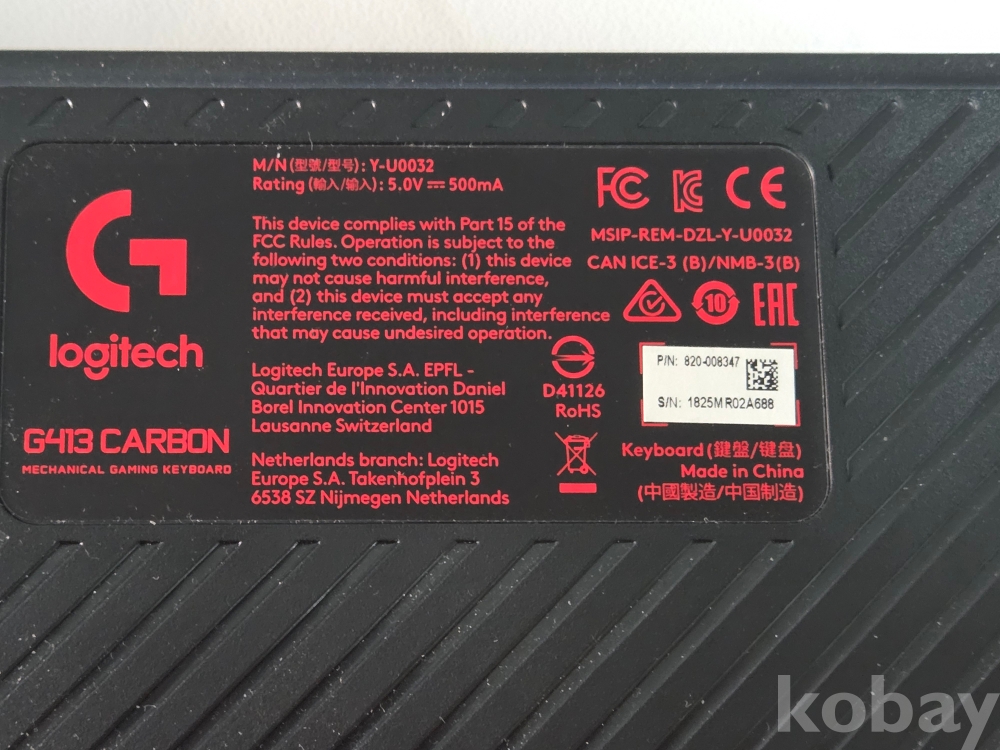 logitech
G413 CARBON
MECHANICAL GAMING KEYBOARD
M/N (型號/型号) : Y-U0032
Rating (輸入/输入) : 5.0V ⎓ 500mA
This device complies with Part 15 of the
FCC Rules. Operation is subject to the
following two conditions: (1) this device
may not cause harmful interference,
and (2) this device must accept any
interference received, including interference
that may cause undesired operation.
Logitech Europe S.A. EPFL -
Quartier de l'Innovation Daniel
Borel Innovation Center 1015
Lausanne Switzerland
Netherlands branch: Logitech
Europe S.A. Takenhofplein 3
6538 SZ Nijmegen Netherlands
D41126
RoHS
FC KC CE
MSIP-REM-DZL-Y-U0032
CAN ICE-3 (B)/NMB-3(B)
10 EAC
P/N: 820-008347
S/N: 1825MR02A688
Keyboard (鍵盤/键盘)
Made in China
(中國製造/中国制造)
kobay